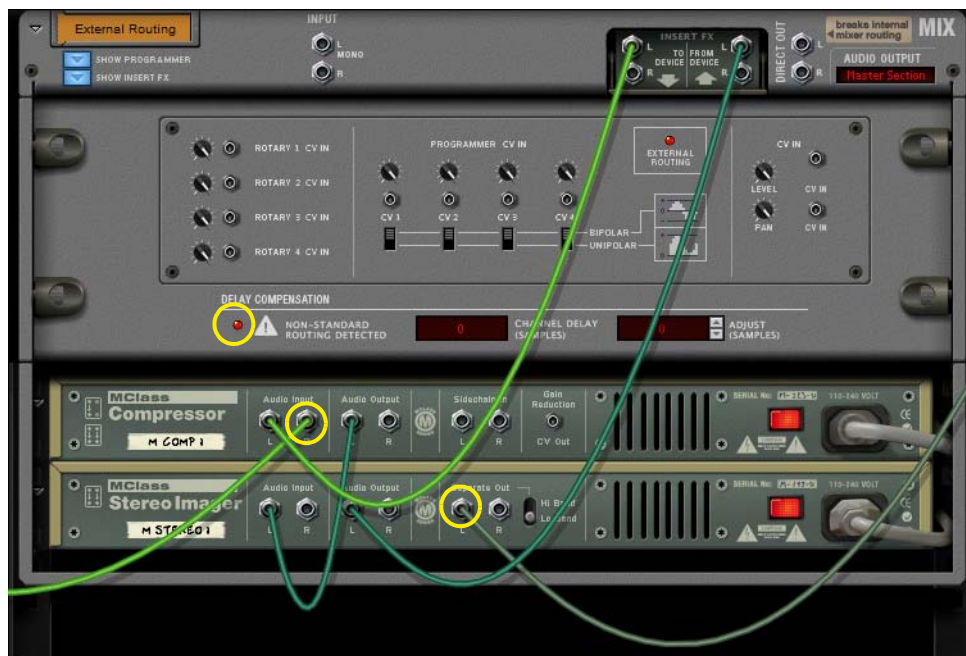 External Routing
SHOW PROGRAMMER
SHOW INSERT FX
INPUT
L
MONO
R
INSERT FX
L TO DEVICE FROM DEVICE L
R R
DIRECT OUT
L
R
breaks internal
mixer routing
MIX
AUDIO OUTPUT
Master Section
ROTARY 1 CV IN
ROTARY 2 CV IN
ROTARY 3 CV IN
ROTARY 4 CV IN
PROGRAMMER CV IN
CV 1 CV 2 CV 3 CV 4
BIPOLAR
UNIPOLAR
EXTERNAL
ROUTING
CV IN
LEVEL CV IN
PAN CV IN
DELAY COMPENSATION
NON-STANDARD
ROUTING DETECTED
0
CHANNEL DELAY
(SAMPLES)
0
ADJUST
(SAMPLES)
MClass
Compressor
M COMP 1
Audio Input Audio Output
L R L R
Sidechain In
L R
Gain
Reduction
CV Out
SERIAL No:
110-240 VOLT
MClass
Stereo Imager
M STEREO 1
Audio Input Audio Output
L R L R
Separate Out
L R
Hi Band
Lo Band
SERIAL No:
110-240 VOLT